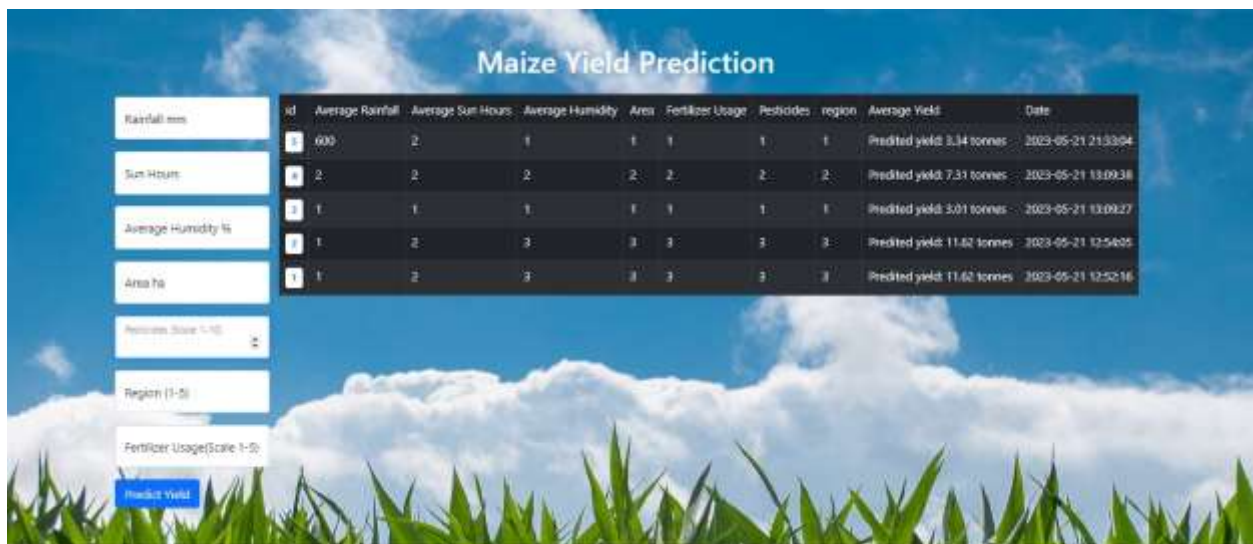 Maize Yield Prediction
Rainfall mm
Sun Hours
Average Humidity %
Area ha
Pesticides (Scale 1-10)
Region (1-5)
Fertilizer Usage(Scale 1-5)
Predict Yield
id Average Rainfall Average Sun Hours Average Humidity Area Fertilizer Usage Pesticides region Average Yield Date
5 600 2 1 1 1 1 1 Predited yield: 3.34 tonnes 2023-05-21 21:33:04
4 2 2 2 2 2 2 2 Predited yield: 7.31 tonnes 2023-05-21 13:09:38
3 1 1 1 1 1 1 1 Predited yield: 3.01 tonnes 2023-05-21 13:09:27
2 1 2 3 3 3 3 3 Predited yield: 11.62 tonnes 2023-05-21 12:54:05
1 1 2 3 3 3 3 3 Predited yield: 11.62 tonnes 2023-05-21 12:52:16